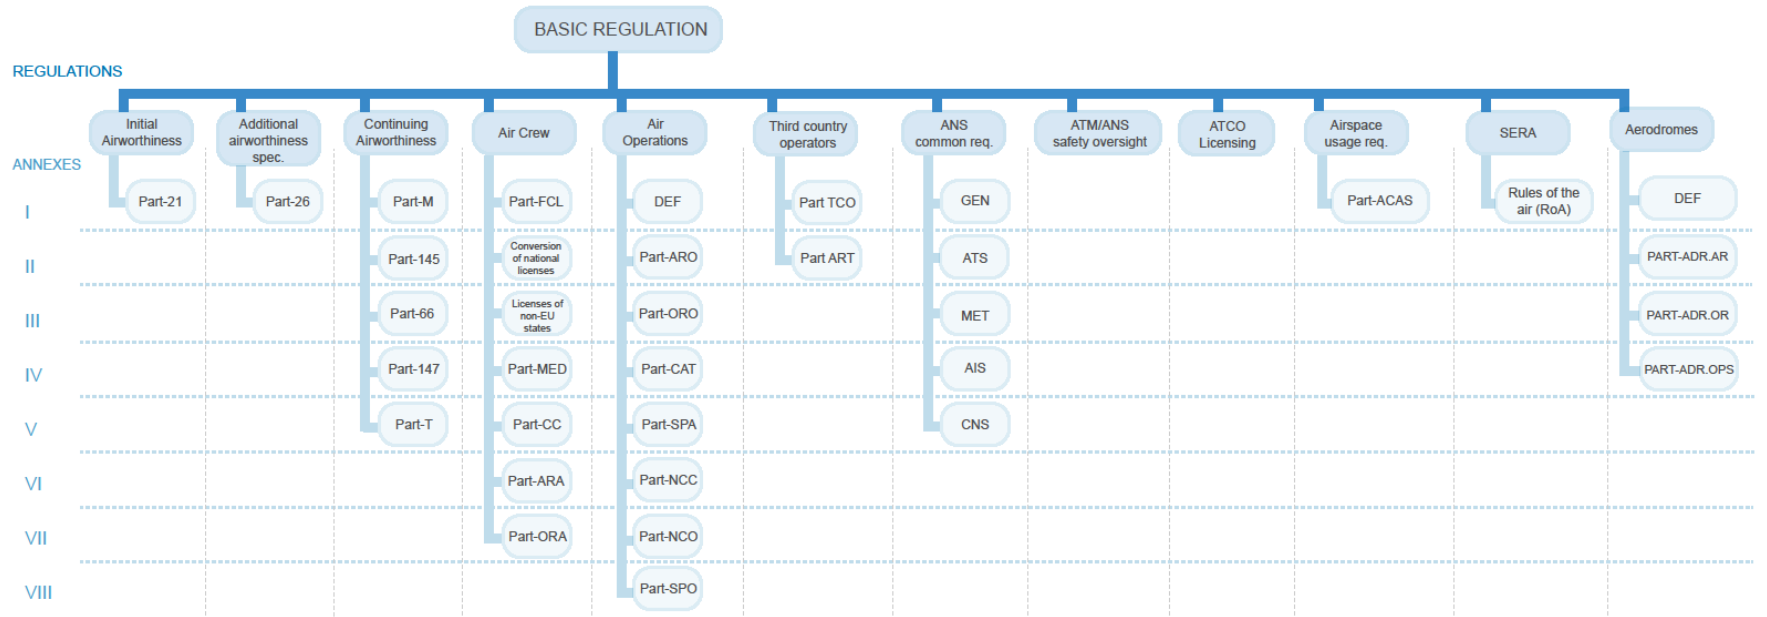 BASIC REGULATION
REGULATIONS
Initial
Airworthiness
Additional
airworthiness
spec.
Continuing
Airworthiness
Air Crew
Air
Operations
Third country
operators
ANS
common req.
ATM/ANS
safety oversight
ATCO
Licensing
Airspace
usage req.
SERA
Aerodromes
ANNEXES
I
Part-21
Part-26
Part-M
Part-FCL
DEF
Part TCO
GEN
Part-ACAS
Rules of the
air (RoA)
DEF
II
Part-145
Conversion
of national
licenses
Part-ARO
Part ART
ATS
PART-ADR.AR
III
Part-66
Licenses of
non-EU
states
Part-ORO
MET
PART-ADR.OR
IV
Part-147
Part-MED
Part-CAT
AIS
PART-ADR.OPS
V
Part-T
Part-CC
Part-SPA
CNS
VI
Part-ARA
Part-NCC
VII
Part-ORA
Part-NCO
VIII
Part-SPO